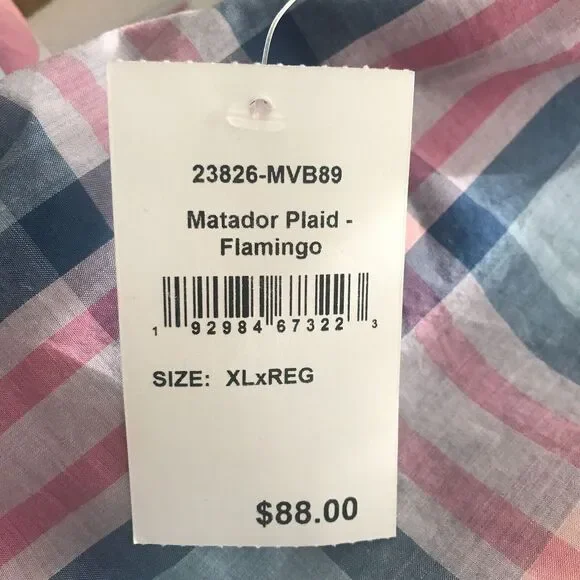 23826-MVB89
Matador Plaid -
Flamingo
1 92984 67322 3
SIZE: XLxREG
$88.00